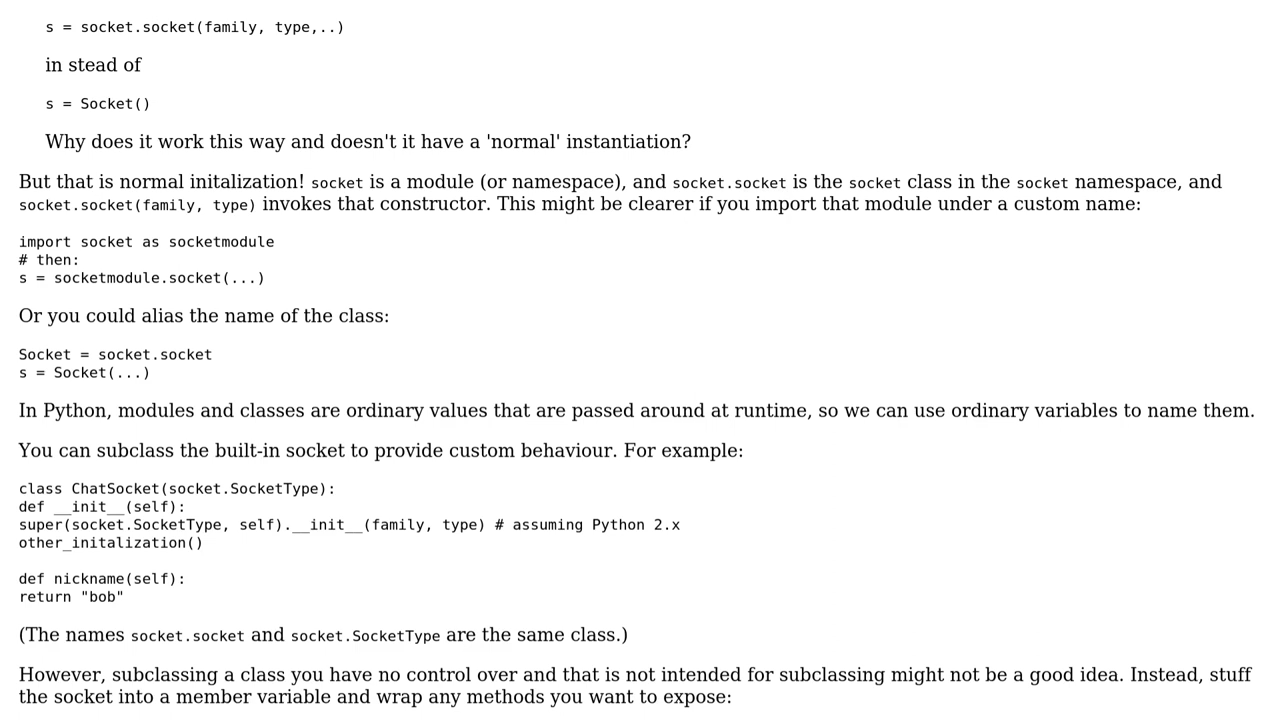 s = socket.socket(family, type,..)
in stead of
s = Socket()
Why does it work this way and doesn't it have a 'normal' instantiation?
But that is normal initalization! socket is a module (or namespace), and socket.socket is the socket class in the socket namespace, and
socket.socket(family, type) invokes that constructor. This might be clearer if you import that module under a custom name:
import socket as socketmodule
# then:
s = socketmodule.socket(...)
Or you could alias the name of the class:
Socket = socket.socket
s = Socket(...)
In Python, modules and classes are ordinary values that are passed around at runtime, so we can use ordinary variables to name them.
You can subclass the built-in socket to provide custom behaviour. For example:
class ChatSocket(socket.SocketType):
def __init__(self):
super(socket.SocketType, self).__init__(family, type) # assuming Python 2.x
other_initalization()
def nickname(self):
return "bob"
(The names socket.socket and socket.SocketType are the same class.)
However, subclassing a class you have no control over and that is not intended for subclassing might not be a good idea. Instead, stuff
the socket into a member variable and wrap any methods you want to expose: